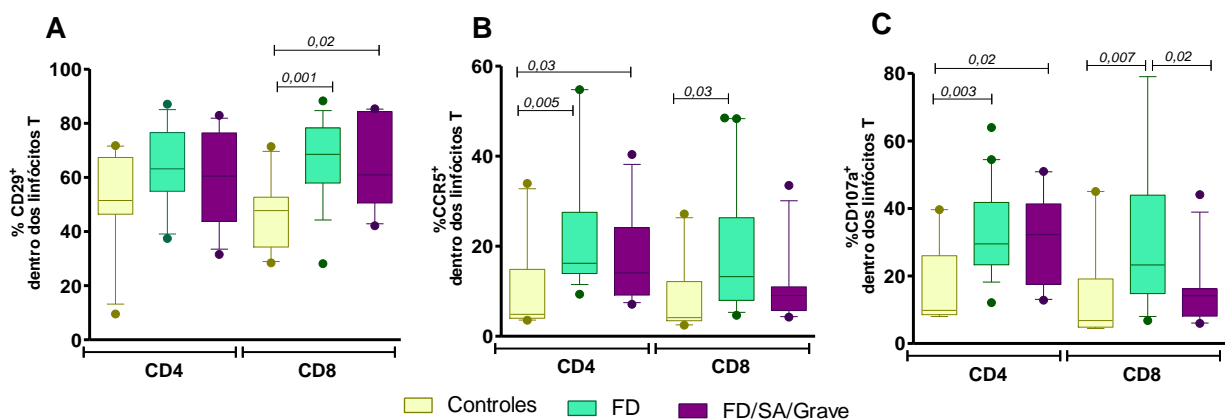 A
% CD29+
dentro dos linfócitos T
100
80
60
40
20
0
0,02
0,001
CD4
CD8
B
%CCR5+
dentro dos linfócitos T
60
40
20
0
0,03
0,005
0,03
CD4
CD8
C
%CD107a+
dentro dos linfócitos T
80
60
40
20
0
0,02
0,003
0,007
0,02
CD4
CD8
Controles
FD
FD/SA/Grave